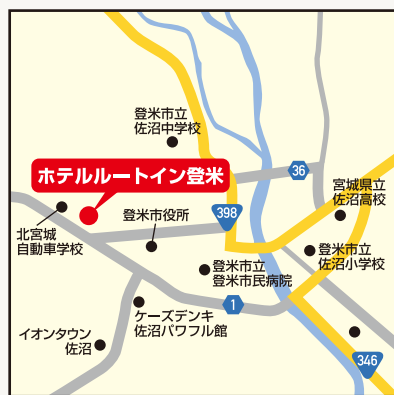 登米市立
佐沼中学校
36
ホテルルートイン登米
宮城県立
佐沼高校
登米市役所
398
北宮城
自動車学校
登米市立
佐沼小学校
登米市立
登米市民病院
1
ケーズデンキ
佐沼パワフル館
イオンタウン
佐沼
346